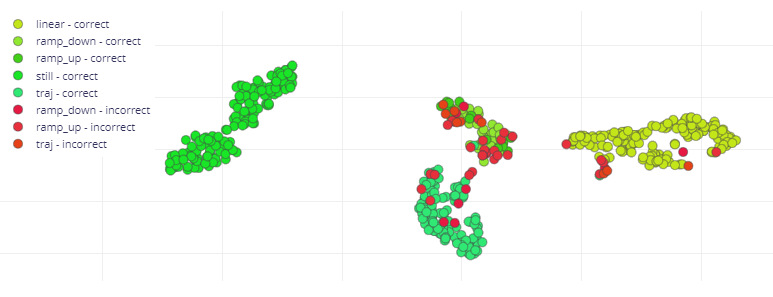 linear - correct
ramp_down - correct
ramp_up - correct
still - correct
traj - correct
ramp_down - incorrect
ramp_up - incorrect
traj - incorrect